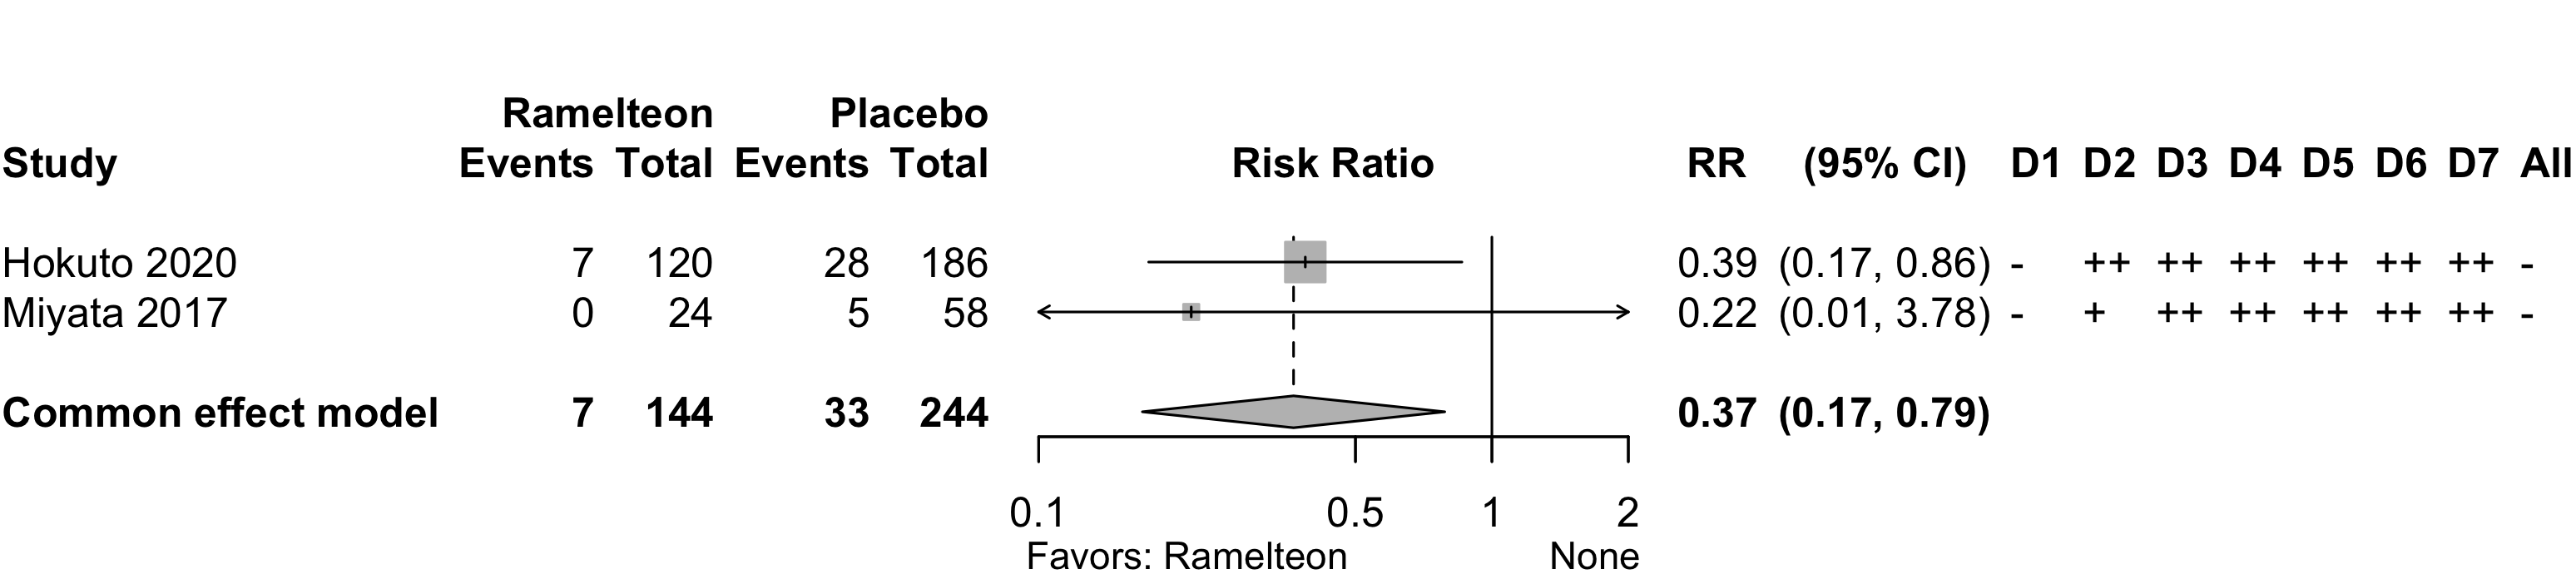 Ramelteon Placebo
Study Events Total Events Total Risk Ratio RR (95% CI) D1 D2 D3 D4 D5 D6 D7 All
Hokuto 2020 7 120 28 186 0.39 (0.17, 0.86) - ++ ++ ++ ++ ++ ++ -
Miyata 2017 0 24 5 58 0.22 (0.01, 3.78) - + ++ ++ ++ ++ ++ -
Common effect model 7 144 33 244 0.37 (0.17, 0.79)
0.1 0.5 1 2
Favors: Ramelteon None